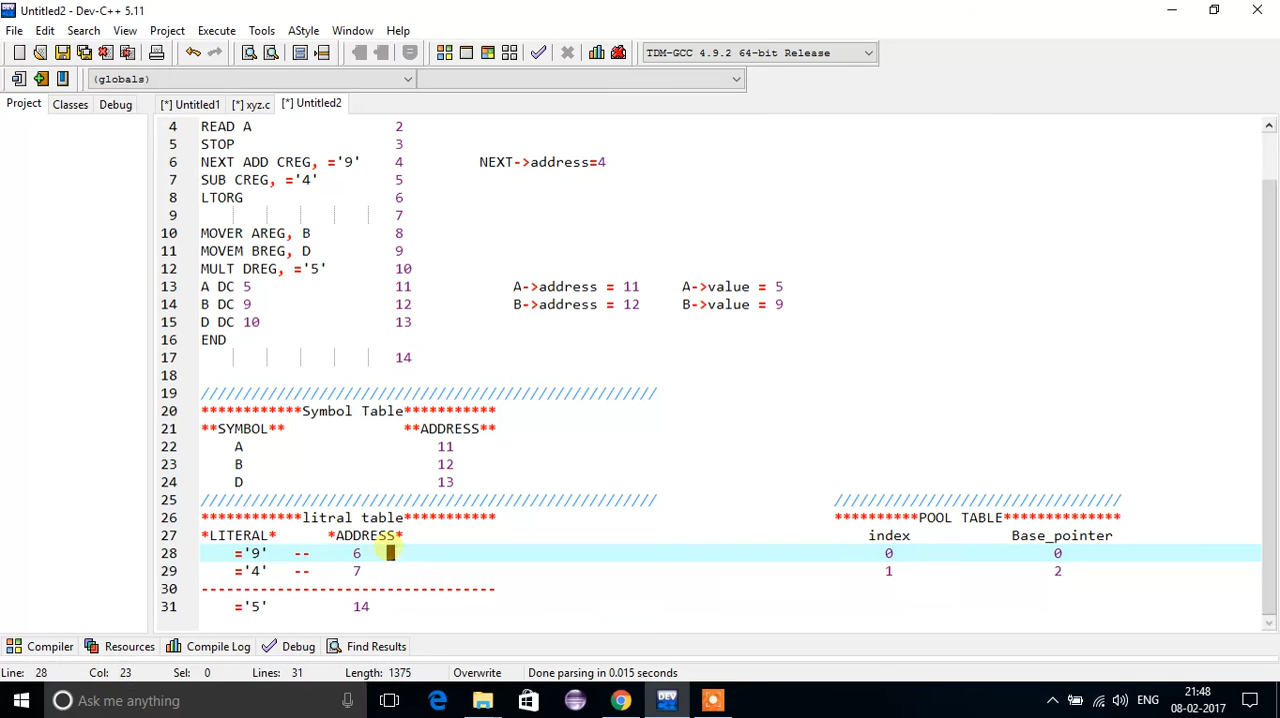 Untitled2 - Dev-C++ 5.11
File Edit Search View Project Execute Tools AStyle Window Help
TDM-GCC 4.9.2 64-bit Release
(globals)
Project Classes Debug [*] Untitled1 [*] xyz.c [*] Untitled2
4 READ A 2
5 STOP 3
6 NEXT ADD CREG, ='9' 4 NEXT->address=4
7 SUB CREG, ='4' 5
8 LTORG 6
9 7
10 MOVER AREG, B 8
11 MOVEM BREG, D 9
12 MULT DREG, ='5' 10
13 A DC 5 11 A->address = 11 A->value = 5
14 B DC 9 12 B->address = 12 B->value = 9
15 D DC 10 13
16 END
17 14
18
19 //////////////////////////////////////////////////////
20 ************Symbol Table***********
21 **SYMBOL** **ADDRESS**
22 A 11
23 B 12
24 D 13
25 ////////////////////////////////////////////////////// //////////////////////////////////
26 ************litral table*********** **********POOL TABLE**************
27 *LITERAL* *ADDRESS* index Base_pointer
28 ='9' -- 6 0 0
29 ='4' -- 7 1 2
30 -----------------------------------
31 ='5' 14
Compiler Resources Compile Log Debug Find Results
Line: 28 Col: 23 Sel: 0 Lines: 31 Length: 1375 Overwrite Done parsing in 0.015 seconds
Ask me anything
DEV
ENG
21:48
08-02-2017